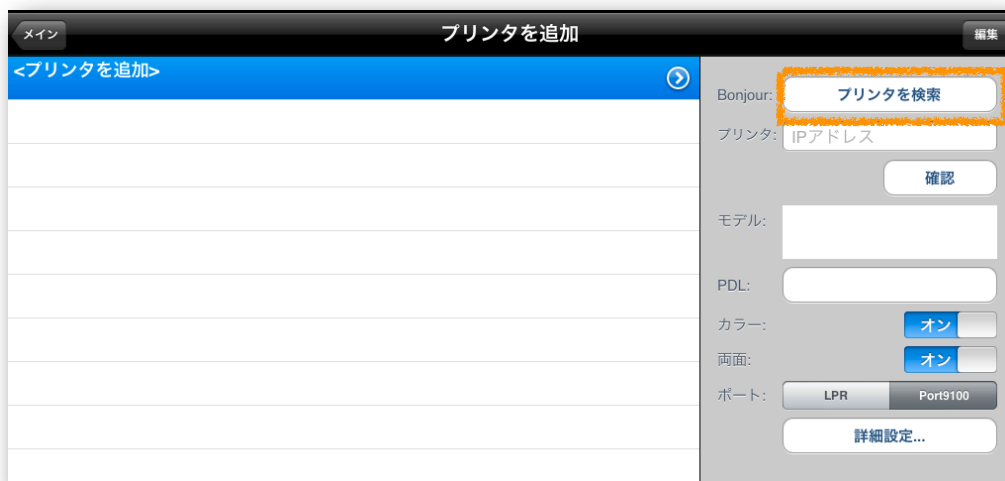 メイン
プリンタを追加
編集
<プリンタを追加>
Bonjour:
プリンタを検索
プリンタ:
IPアドレス
確認
モデル:
PDL:
カラー:
オン
両面:
オン
ポート:
LPR
Port9100
詳細設定...